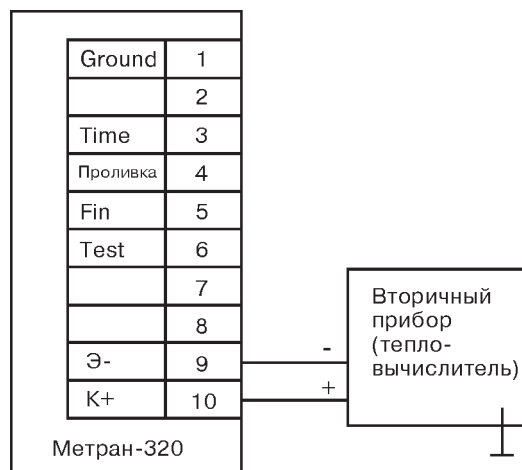 Ground 1
2
Time 3
Проливка 4
Fin 5
Test 6
7
8
Э- 9
К+ 10
-
+
Вторичный
прибор
(тепло-
вычислитель)
Метран-320